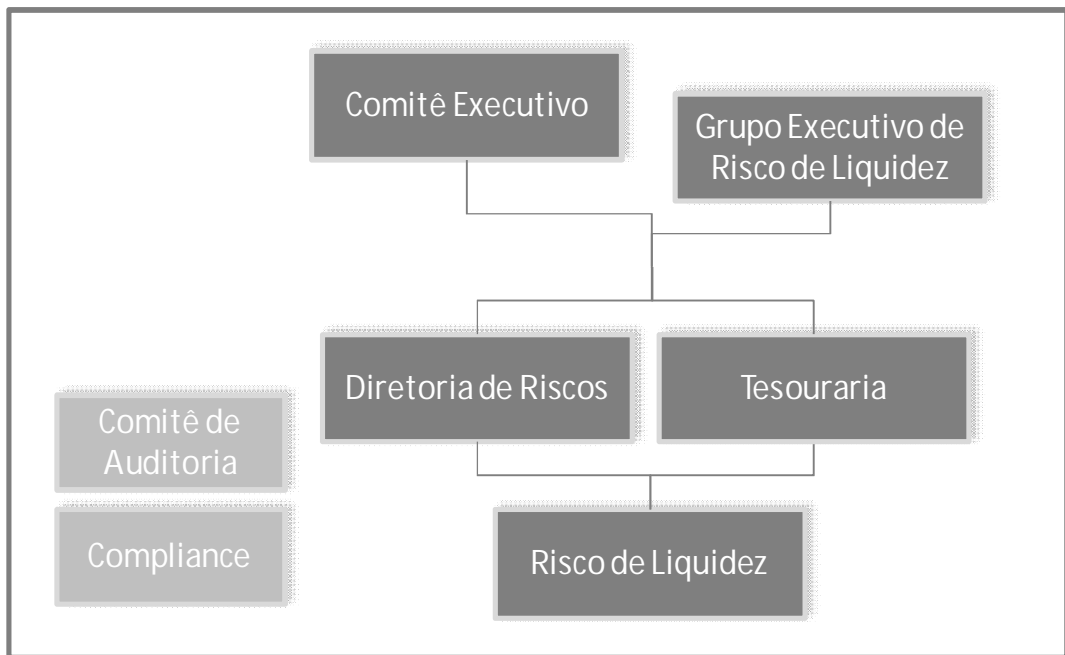 Comitê Executivo
Grupo Executivo de
Risco de Liquidez
Diretoria de Riscos
Tesouraria
Comitê de
Auditoria
Compliance
Risco de Liquidez